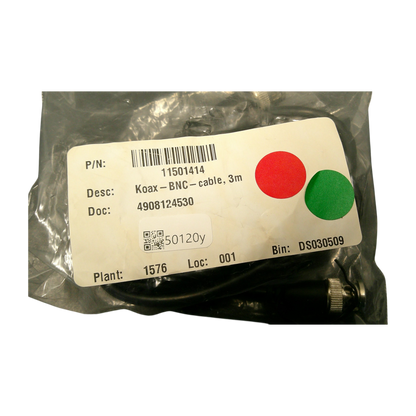 P/N: 11501414
Desc: Koax-BNC-cable, 3m
Doc: 4908124530
50120y
Plant: 1576 Loc: 001 Bin: DS030509